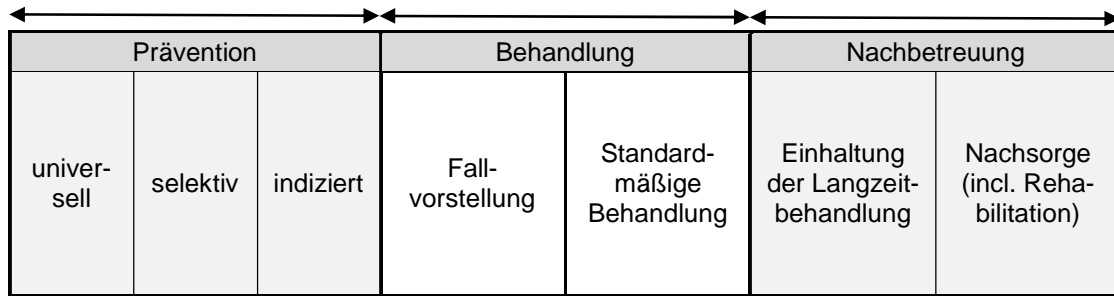 Prävention
Behandlung
Nachbetreuung
univer-
sell
selektiv
indiziert
Fall-
vorstellung
Standard-
mäßige
Behandlung
Einhaltung
der Langzeit-
behandlung
Nachsorge
(incl. Reha-
bilitation)